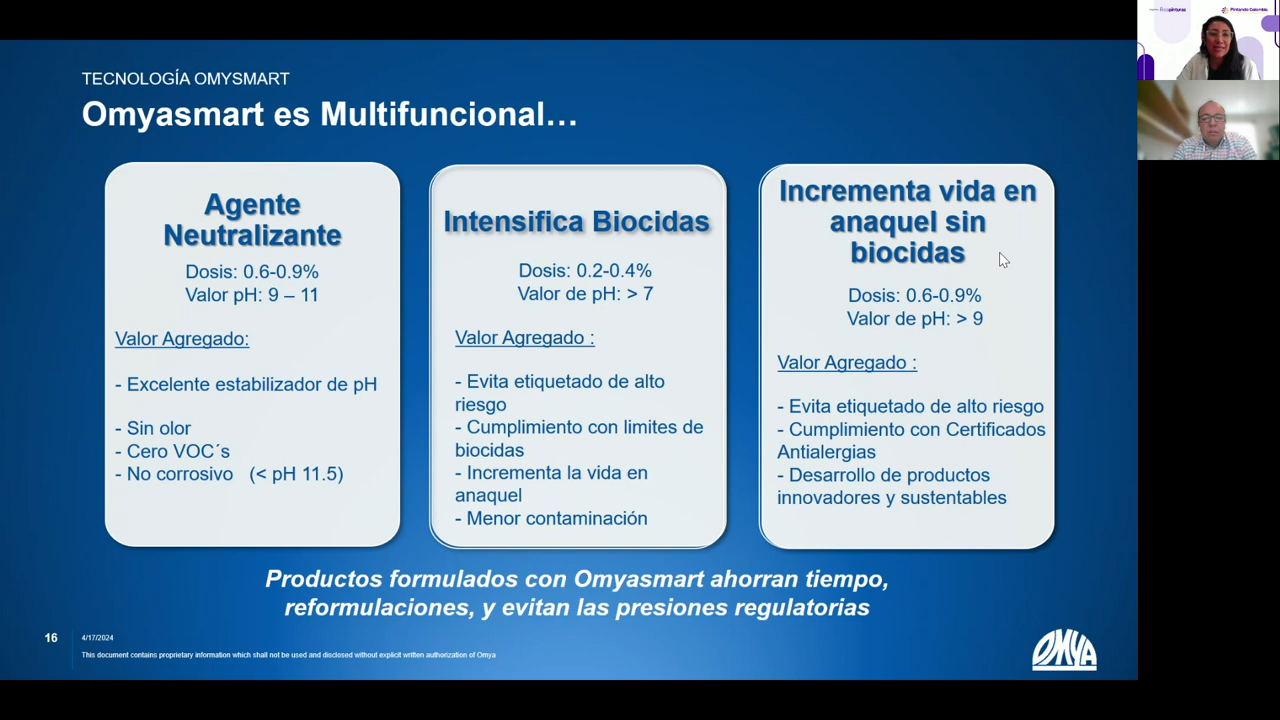 TECNOLOGÍA OMYSMART
Omyasmart es Multifuncional…
Agente
Neutralizante
Dosis: 0.6-0.9%
Valor pH: 9 – 11
Valor Agregado:
- Excelente estabilizador de pH
- Sin olor
- Cero VOC´s
- No corrosivo (< pH 11.5)
Intensifica Biocidas
Dosis: 0.2-0.4%
Valor de pH: > 7
Valor Agregado :
- Evita etiquetado de alto
riesgo
- Cumplimiento con limites de
biocidas
- Incrementa la vida en
anaquel
- Menor contaminación
Incrementa vida en
anaquel sin
biocidas
Dosis: 0.6-0.9%
Valor de pH: > 9
Valor Agregado :
- Evita etiquetado de alto riesgo
- Cumplimiento con Certificados
Antialergias
- Desarrollo de productos
innovadores y sustentables
Productos formulados con Omyasmart ahorran tiempo,
reformulaciones, y evitan las presiones regulatorias
16
4/17/2024
This document contains proprietary information which shall not be used and disclosed without explicit written authorization of Omya
OMYA
Pintando Colombia